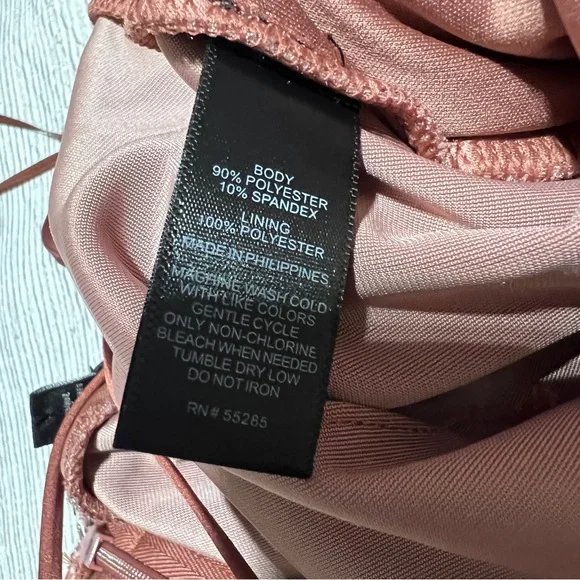 BODY
90% POLYESTER
10% SPANDEX
LINING
100% POLYESTER
MADE IN PHILIPPINES
MACHINE WASH COLD
WITH LIKE COLORS
GENTLE CYCLE
ONLY NON-CHLORINE
BLEACH WHEN NEEDED
TUMBLE DRY LOW
DO NOT IRON
RN# 55285